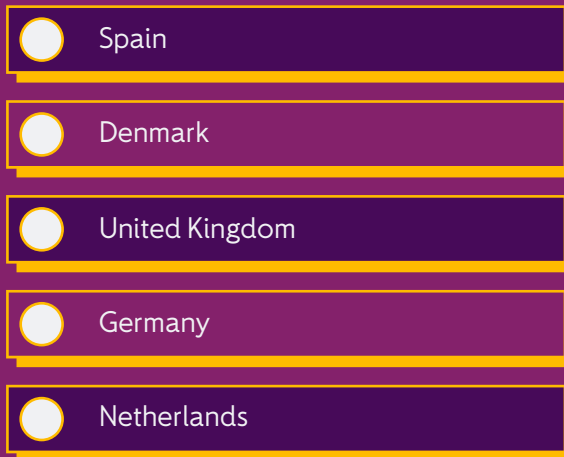 Spain
Denmark
United Kingdom
Germany
Netherlands